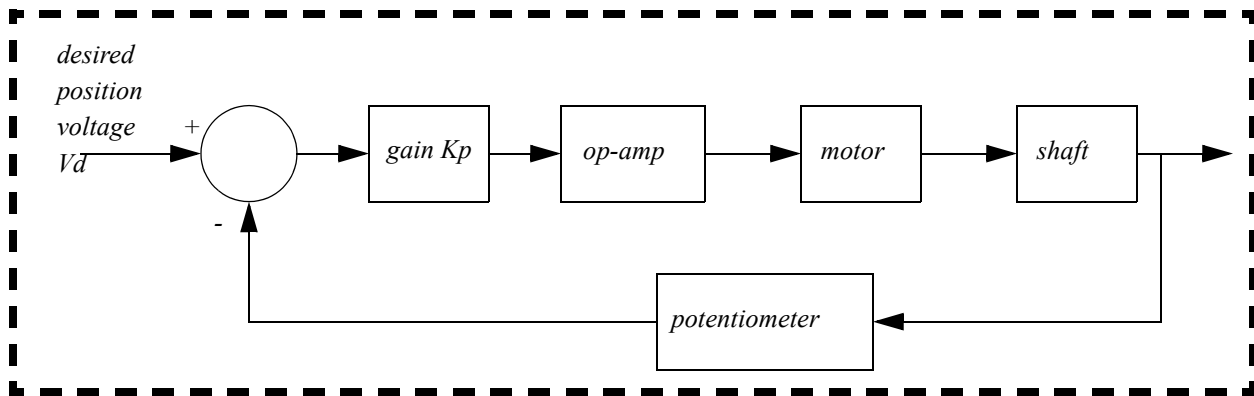 desired
position
voltage
Vd
+
-
gain Kp
op-amp
motor
shaft
potentiometer